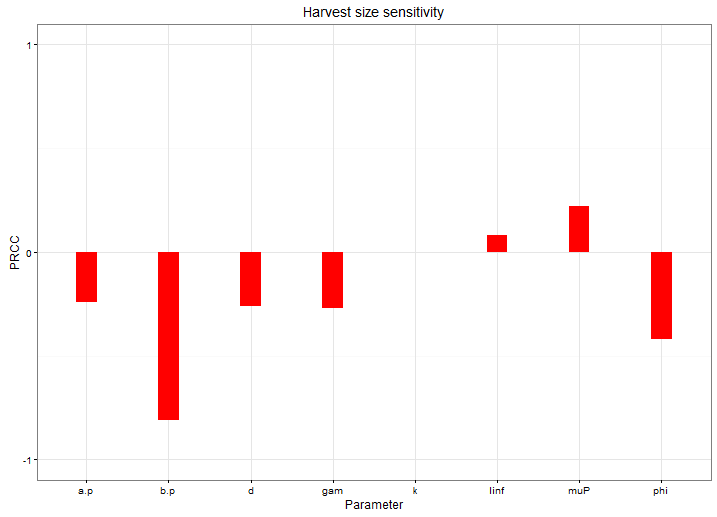 Harvest size sensitivity
1
0
-1
PRCC
a.p b.p d gam k linf muP phi
Parameter